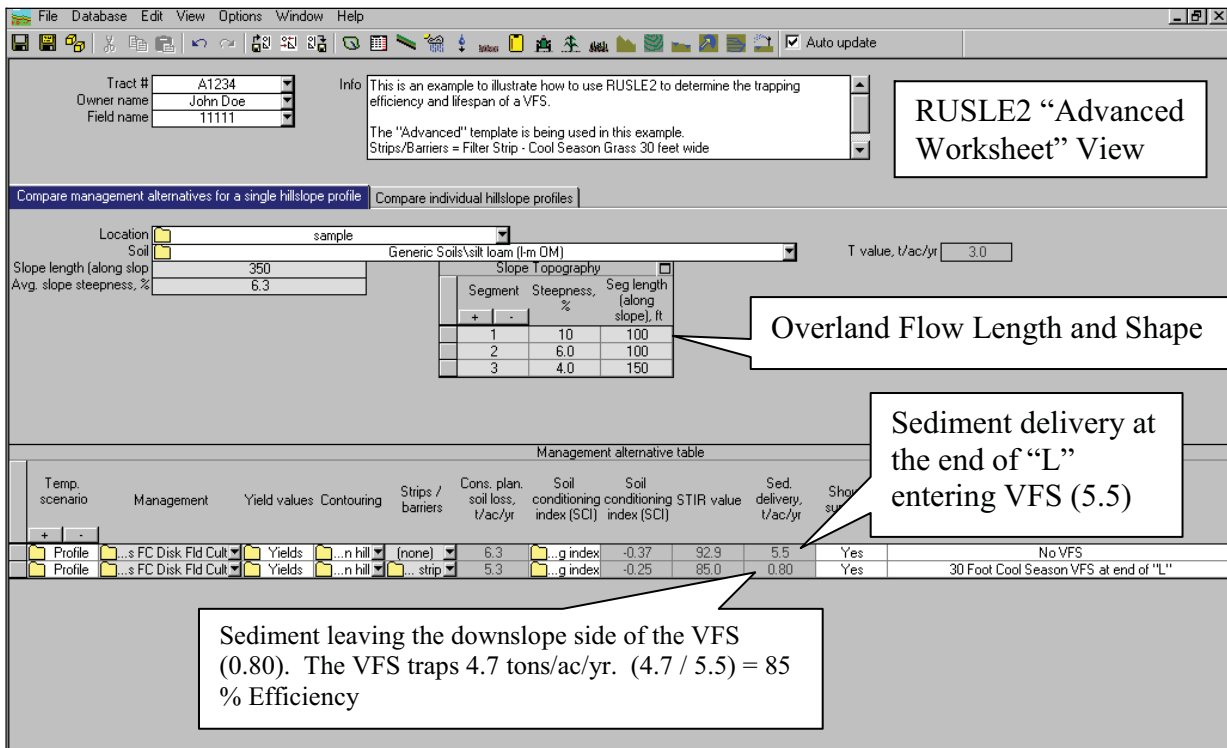 File Database Edit View Options Window Help
Auto update
Tract # A1234
Owner name John Doe
Field name 11111
Info This is an example to illustrate how to use RUSLE2 to determine the trapping
efficiency and lifespan of a VFS.
The "Advanced" template is being used in this example.
Strips/Barriers = Filter Strip - Cool Season Grass 30 feet wide
RUSLE2 “Advanced
Worksheet” View
Compare management alternatives for a single hillslope profile Compare individual hillslope profiles
Location sample
Soil Generic Soils\silt loam (l-m OM)
T value, t/ac/yr 3.0
Slope length (along slop 350
Avg. slope steepness, % 6.3
Slope Topography
Segment Steepness, % Seg length (along slope), ft
+ -
1 10 100
2 6.0 100
3 4.0 150
Overland Flow Length and Shape
Sediment delivery at
the end of “L”
entering VFS (5.5)
Management alternative table
Temp. scenario Management Yield values Contouring Strips / barriers Cons. plan. soil loss, t/ac/yr Soil conditioning index (SCI) Soil conditioning index (SCI) STIR value Sed. delivery, t/ac/yr
+ -
Profile ...s FC Disk Fld Cult Yields ...n hill (none) 6.3 ...g index -0.37 92.9 5.5 Yes No VFS
Profile ...s FC Disk Fld Cult Yields ...n hill ... strip 5.3 ...g index -0.25 85.0 0.80 Yes 30 Foot Cool Season VFS at end of "L"
Sediment leaving the downslope side of the VFS
(0.80). The VFS traps 4.7 tons/ac/yr. (4.7 / 5.5) = 85
% Efficiency